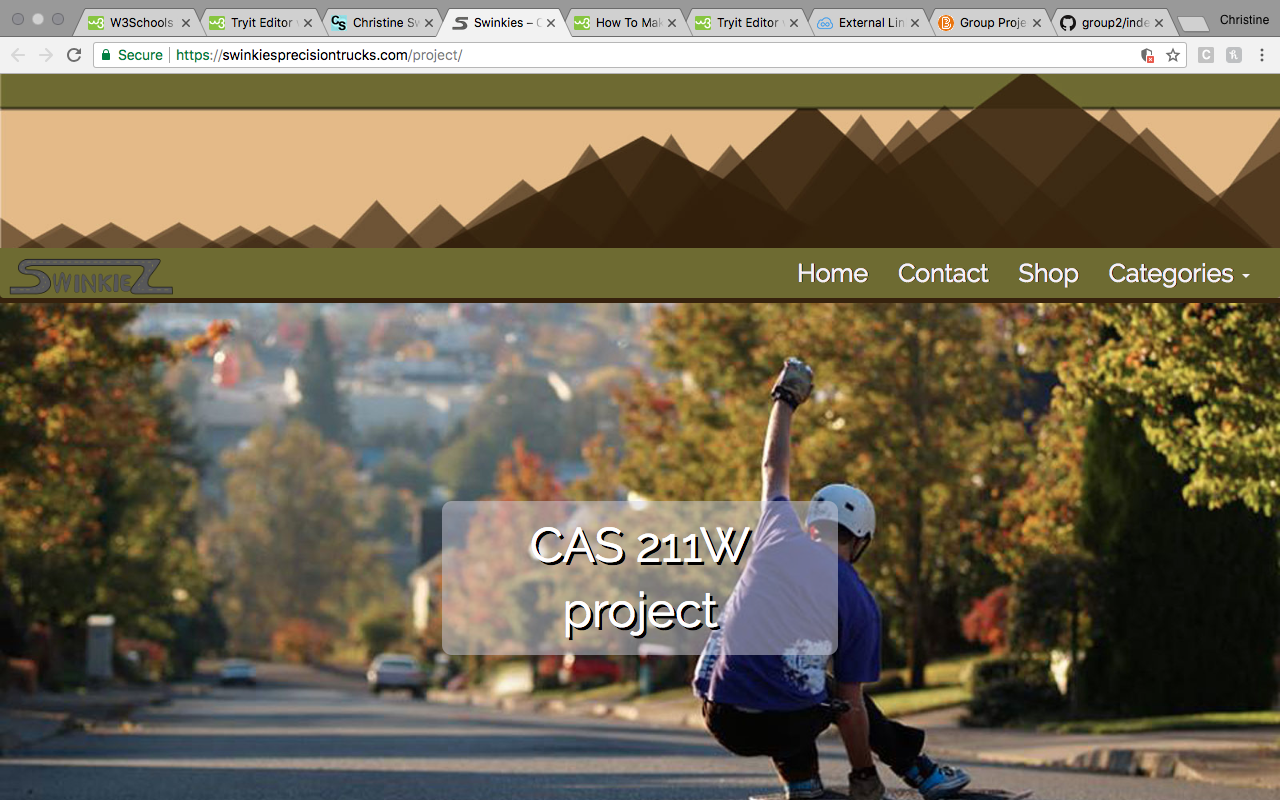 W3Schools
Tryit Editor
Christine Sw
Swinkies – C
How To Mak
Tryit Editor
External Lin
Group Proje
group2/inde
Christine
Secure
https://swinkiesprecisiontrucks.com/project/
SWINKIEZ
Home
Contact
Shop
Categories
CAS 211W
project